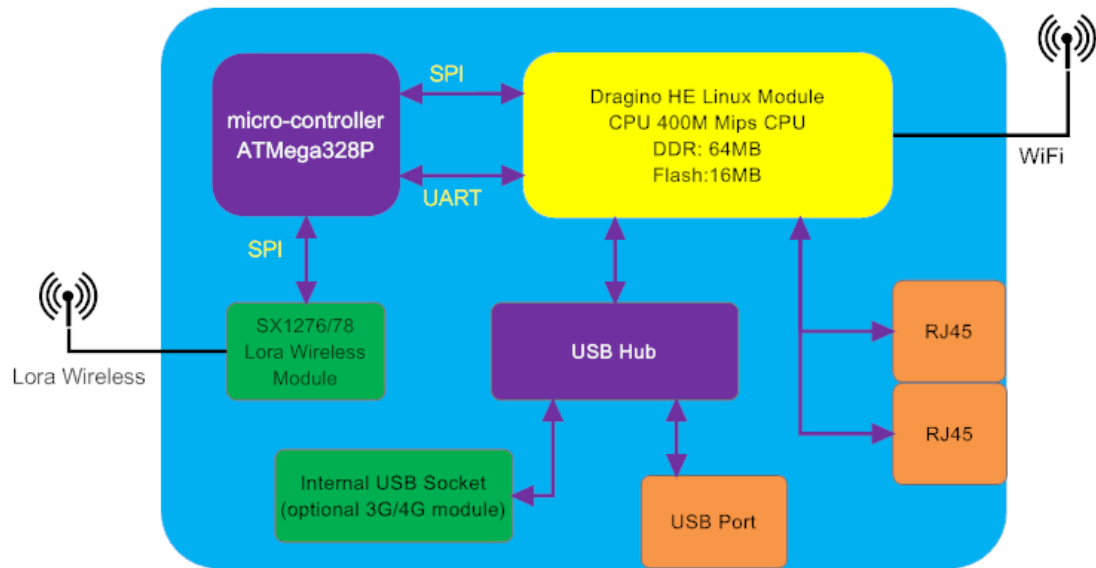 SPI
micro-controller
ATMega328P
Dragino HE Linux Module
CPU 400M Mips CPU
DDR: 64MB
Flash:16MB
WiFi
UART
SPI
SX1276/78
Lora Wireless
Module
Lora Wireless
USB Hub
RJ45
RJ45
Internal USB Socket
(optional 3G/4G module)
USB Port